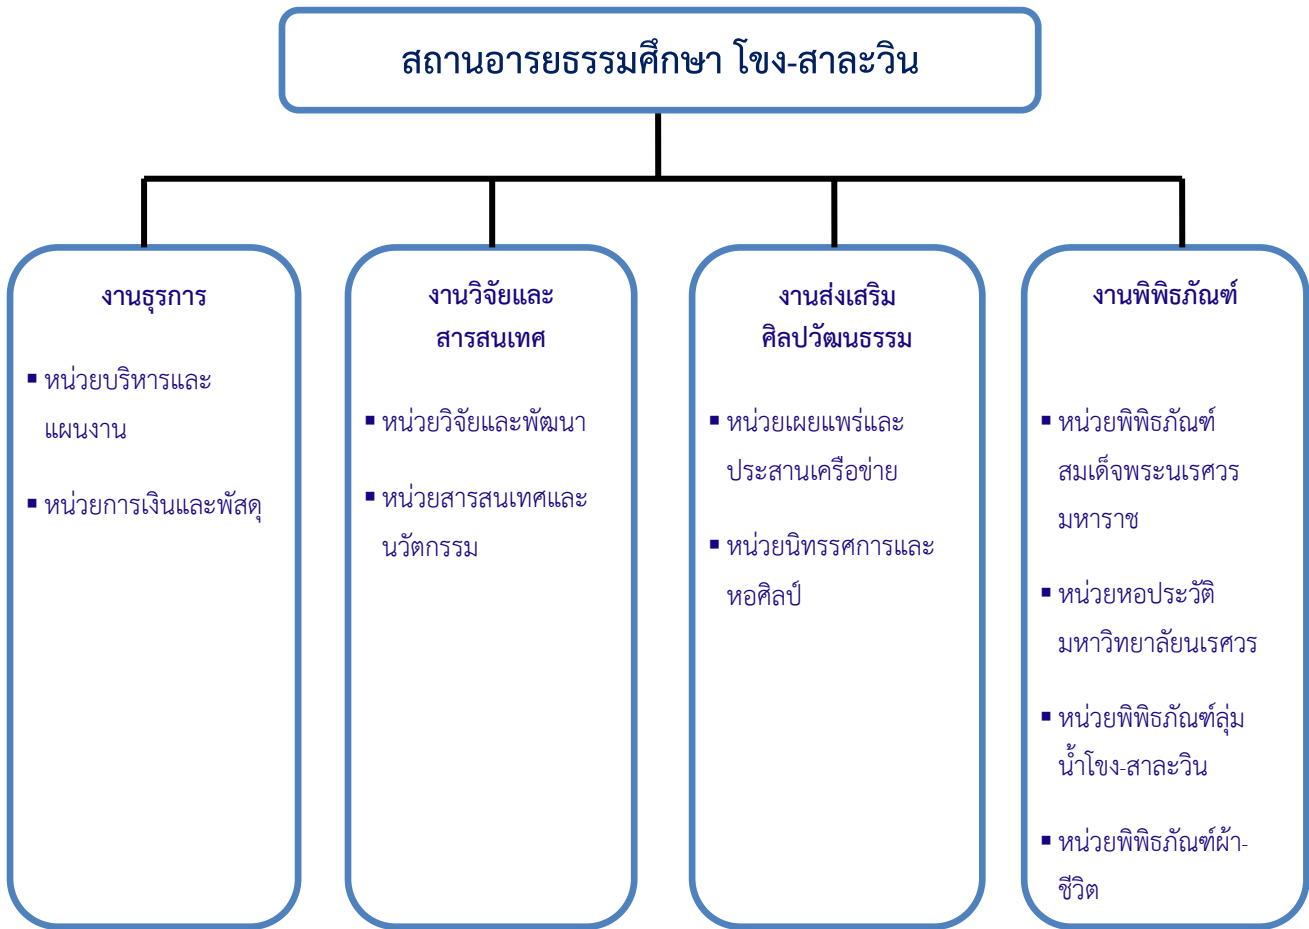 สถานอารยธรรมศึกษา โขง-สาละวิน
งานธุรการ
▪ หน่วยบริหารและ
แผนงาน
▪ หน่วยการเงินและพัสดุ
งานวิจัยและ
สารสนเทศ
▪ หน่วยวิจัยและพัฒนา
▪ หน่วยสารสนเทศและ
นวัตกรรม
งานส่งเสริม
ศิลปวัฒนธรรม
▪ หน่วยเผยแพร่และ
ประสานเครือข่าย
▪ หน่วยนิทรรศการและ
หอศิลป์
งานพิพิธภัณฑ์
▪ หน่วยพิพิธภัณฑ์
สมเด็จพระนเรศวร
มหาราช
▪ หน่วยหอประวัติ
มหาวิทยาลัยนเรศวร
▪ หน่วยพิพิธภัณฑ์ลุ่ม
น้ำโขง-สาละวิน
▪ หน่วยพิพิธภัณฑ์ผ้า-
ชีวิต